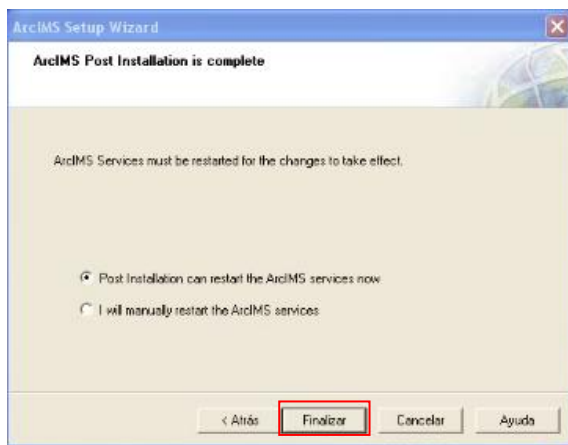 ArcIMS Setup Wizard
ArcIMS Post Installation is complete
ArcIMS Services must be restarted for the changes to take effect.
Post Installation can restart the ArcIMS services now
I will manually restart the ArcIMS services
< Atrás Finalizar Cancelar Ayuda